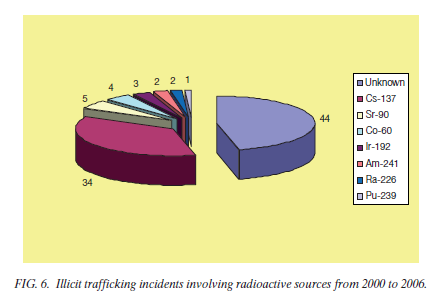 1
2
2
3
4
5
44
34
Unknown
Cs-137
Sr-90
Co-60
Ir-192
Am-241
Ra-226
Pu-239
FIG. 6. Illicit trafficking incidents involving radioactive sources from 2000 to 2006.